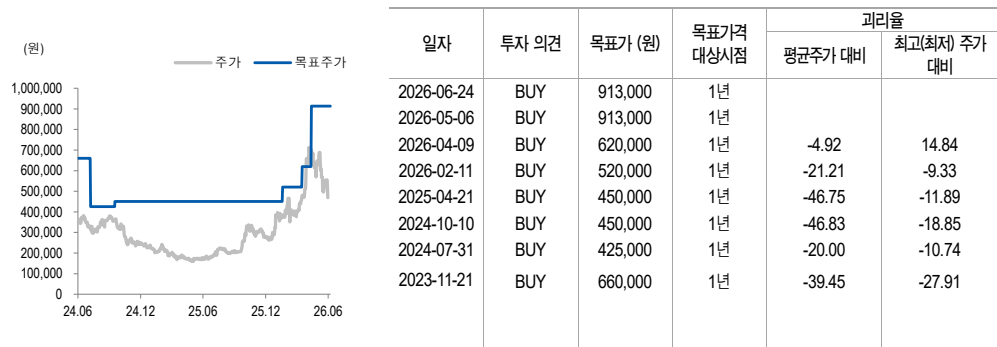 (원)
주가 목표주가
1,000,000
900,000
800,000
700,000
600,000
500,000
400,000
300,000
200,000
100,000
0
24.06 24.12 25.06 25.12 26.06
일자 투자 의견 목표가 (원) 목표가격 대상시점 괴리율
평균주가 대비 최고(최저) 주가 대비
2026-06-24 BUY 913,000 1년
2026-05-06 BUY 913,000 1년
2026-04-09 BUY 620,000 1년 -4.92 14.84
2026-02-11 BUY 520,000 1년 -21.21 -9.33
2025-04-21 BUY 450,000 1년 -46.75 -11.89
2024-10-10 BUY 450,000 1년 -46.83 -18.85
2024-07-31 BUY 425,000 1년 -20.00 -10.74
2023-11-21 BUY 660,000 1년 -39.45 -27.91